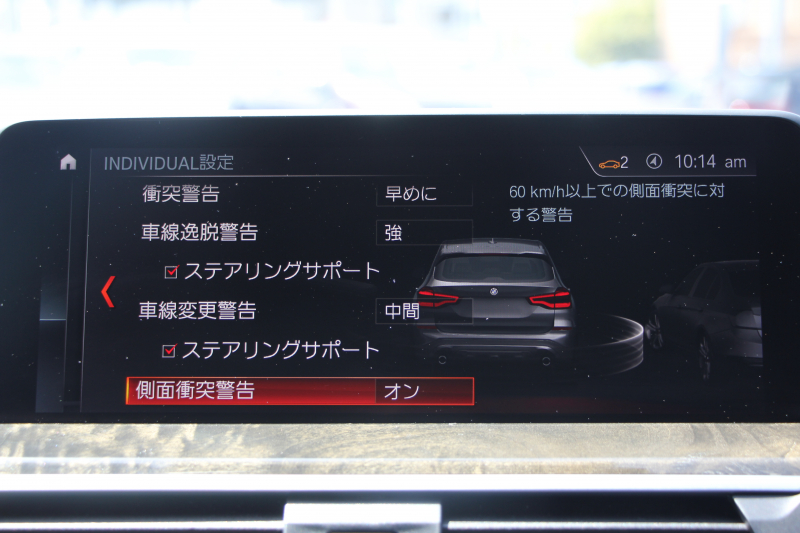 INDIVIDUAL設定
2
10:14 am
衝突警告 早めに
車線逸脱警告 強
ステアリングサポート
車線変更警告 中間
ステアリングサポート
側面衝突警告 オン
60 km/h以上での側面衝突に対
する警告